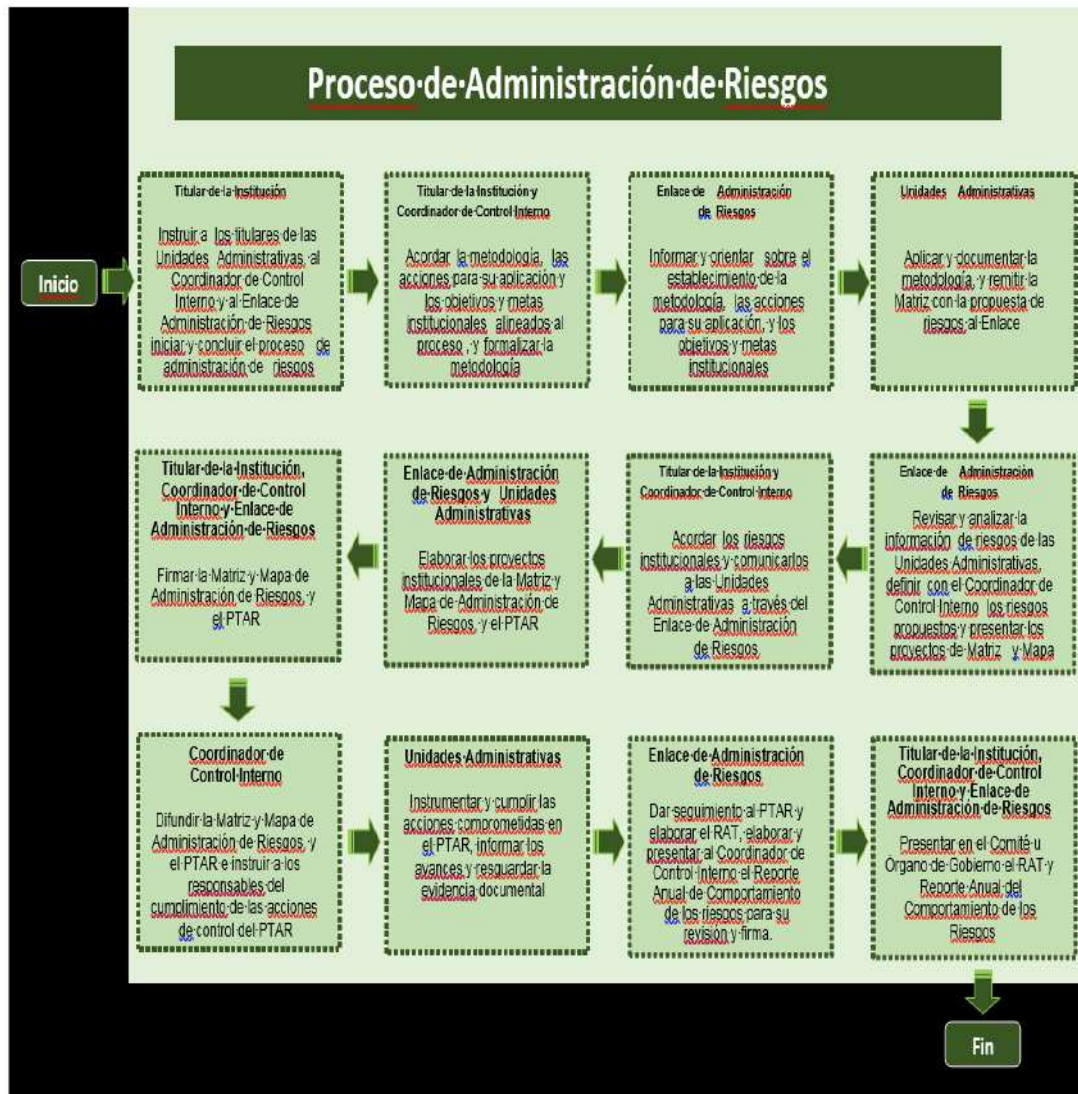 Proceso·de·Administración·de·Riesgos
Inicio
Titular·de·la·Institución
Instruir a los titulares de las
Unidades Administrativas, al
Coordinador de Control
Interno y al Enlace de
Administración de Riesgos
iniciar y concluir el proceso de
administración de riesgos
Titular de la Institución y
Coordinador de Control Interno
Acordar la metodología, las
acciones para su aplicación y
los objetivos y metas
institucionales alineados al
proceso , y formalizar la
metodología
Enlace de Administración
de Riesgos
Informar y orientar sobre el
establecimiento de la
metodología, las acciones
para su aplicación, y los
objetivos y metas
institucionales
Unidades Administrativas
Aplicar y documentar la
metodología, y remitir la
Matriz con la propuesta de
riesgos al Enlace
Enlace de Administración
de Riesgos
Revisar y analizar la
información de riesgos de las
Unidades Administrativas,
definir con el Coordinador de
Control Interno los riesgos
propuestos y presentar los
proyectos de Matriz y Mapa
Titular de la Institución y
Coordinador de Control Interno
Acordar los riesgos
institucionales y comunicarlos
a las Unidades
Administrativas a través del
Enlace de Administración
de Riesgos
Enlace de Administración
de Riesgos y Unidades
Administrativas
Elaborar los proyectos
institucionales de la Matriz y
Mapa de Administración de
Riesgos, y el PTAR
Titular de la Institución,
Coordinador de Control
Interno y Enlace de
Administración de Riesgos
Firmar la Matriz y Mapa de
Administración de Riesgos, y
el PTAR
Coordinador de
Control Interno
Difundir la Matriz y Mapa de
Administración de Riesgos, y
el PTAR e instruir a los
responsables del
cumplimiento de las acciones
de control del PTAR
Unidades Administrativas
Instrumentar y cumplir las
acciones comprometidas en
el PTAR, informar los
avances y resguardar la
evidencia documental
Enlace de Administración
de Riesgos
Dar seguimiento al PTAR y
elaborar el RAT, elaborar y
presentar al Coordinador de
Control Interno el Reporte
Anual de Comportamiento
de los riesgos para su
revisión y firma.
Titular de la Institución,
Coordinador de Control
Interno y Enlace de
Administración de Riesgos
Presentar en el Comité u
Órgano de Gobierno el RAT y
Reporte Anual del
Comportamiento de los
Riesgos
Fin